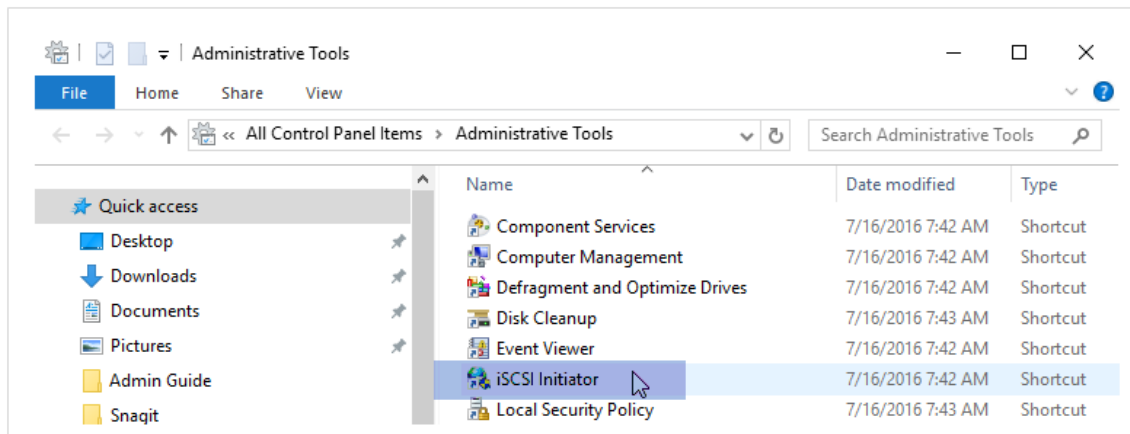 Administrative Tools
File Home Share View
« All Control Panel Items › Administrative Tools Search Administrative Tools
Name Date modified Type
Quick access
Component Services 7/16/2016 7:42 AM Shortcut
Desktop
Computer Management 7/16/2016 7:42 AM Shortcut
Downloads
Defragment and Optimize Drives 7/16/2016 7:42 AM Shortcut
Documents
Disk Cleanup 7/16/2016 7:43 AM Shortcut
Pictures
Event Viewer 7/16/2016 7:42 AM Shortcut
Admin Guide
iSCSI Initiator 7/16/2016 7:42 AM Shortcut
Snagit
Local Security Policy 7/16/2016 7:43 AM Shortcut